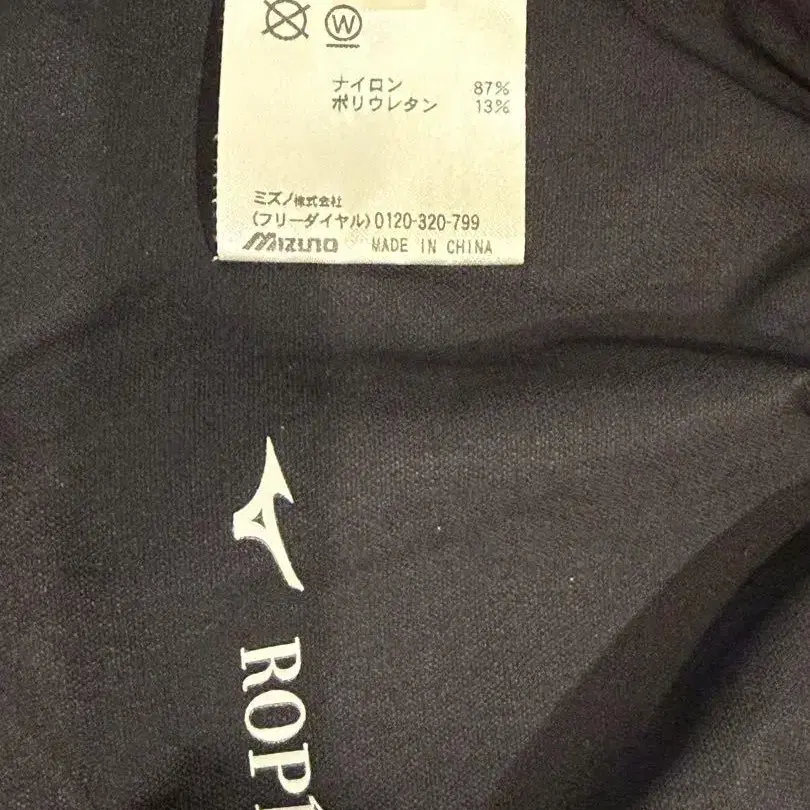 W
ナイロン 87%
ポリウレタン 13%
ミズノ株式会社
(フリーダイヤル)0120-320-799
MIZUNO MADE IN CHINA
ROP